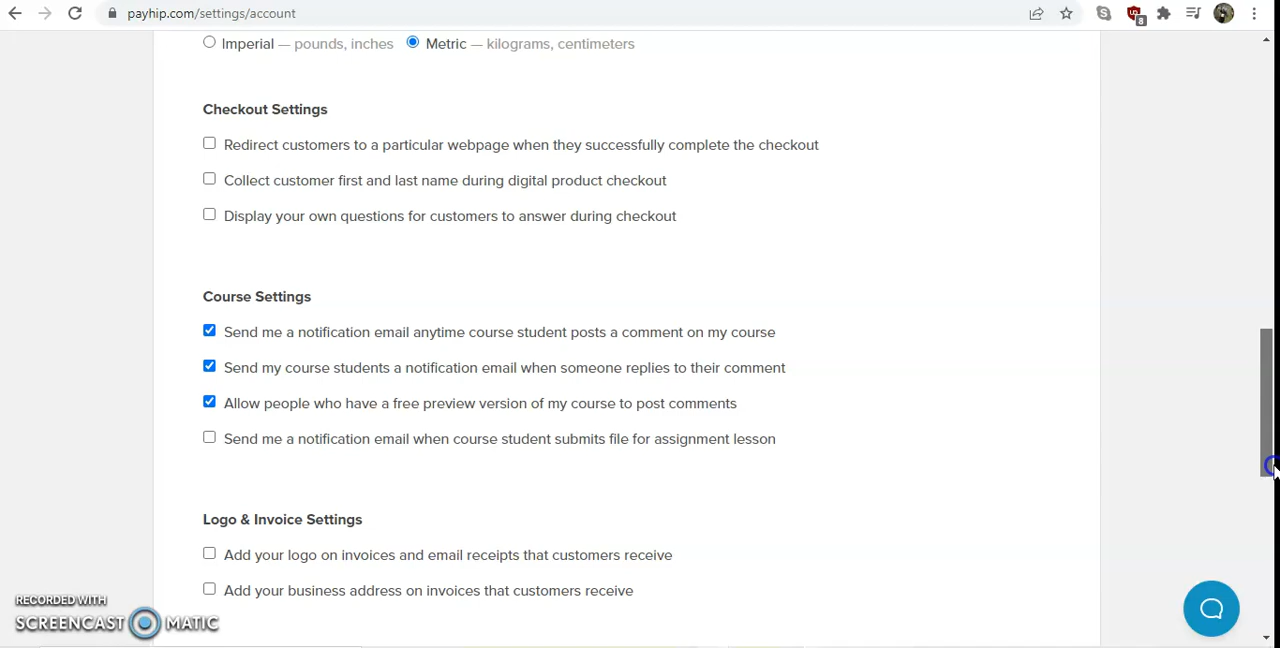 payhip.com/settings/account
8
Imperial — pounds, inches Metric — kilograms, centimeters
Checkout Settings
Redirect customers to a particular webpage when they successfully complete the checkout
Collect customer first and last name during digital product checkout
Display your own questions for customers to answer during checkout
Course Settings
Send me a notification email anytime course student posts a comment on my course
Send my course students a notification email when someone replies to their comment
Allow people who have a free preview version of my course to post comments
Send me a notification email when course student submits file for assignment lesson
Logo & Invoice Settings
Add your logo on invoices and email receipts that customers receive
Add your business address on invoices that customers receive
RECORDED WITH
SCREENCAST MATIC